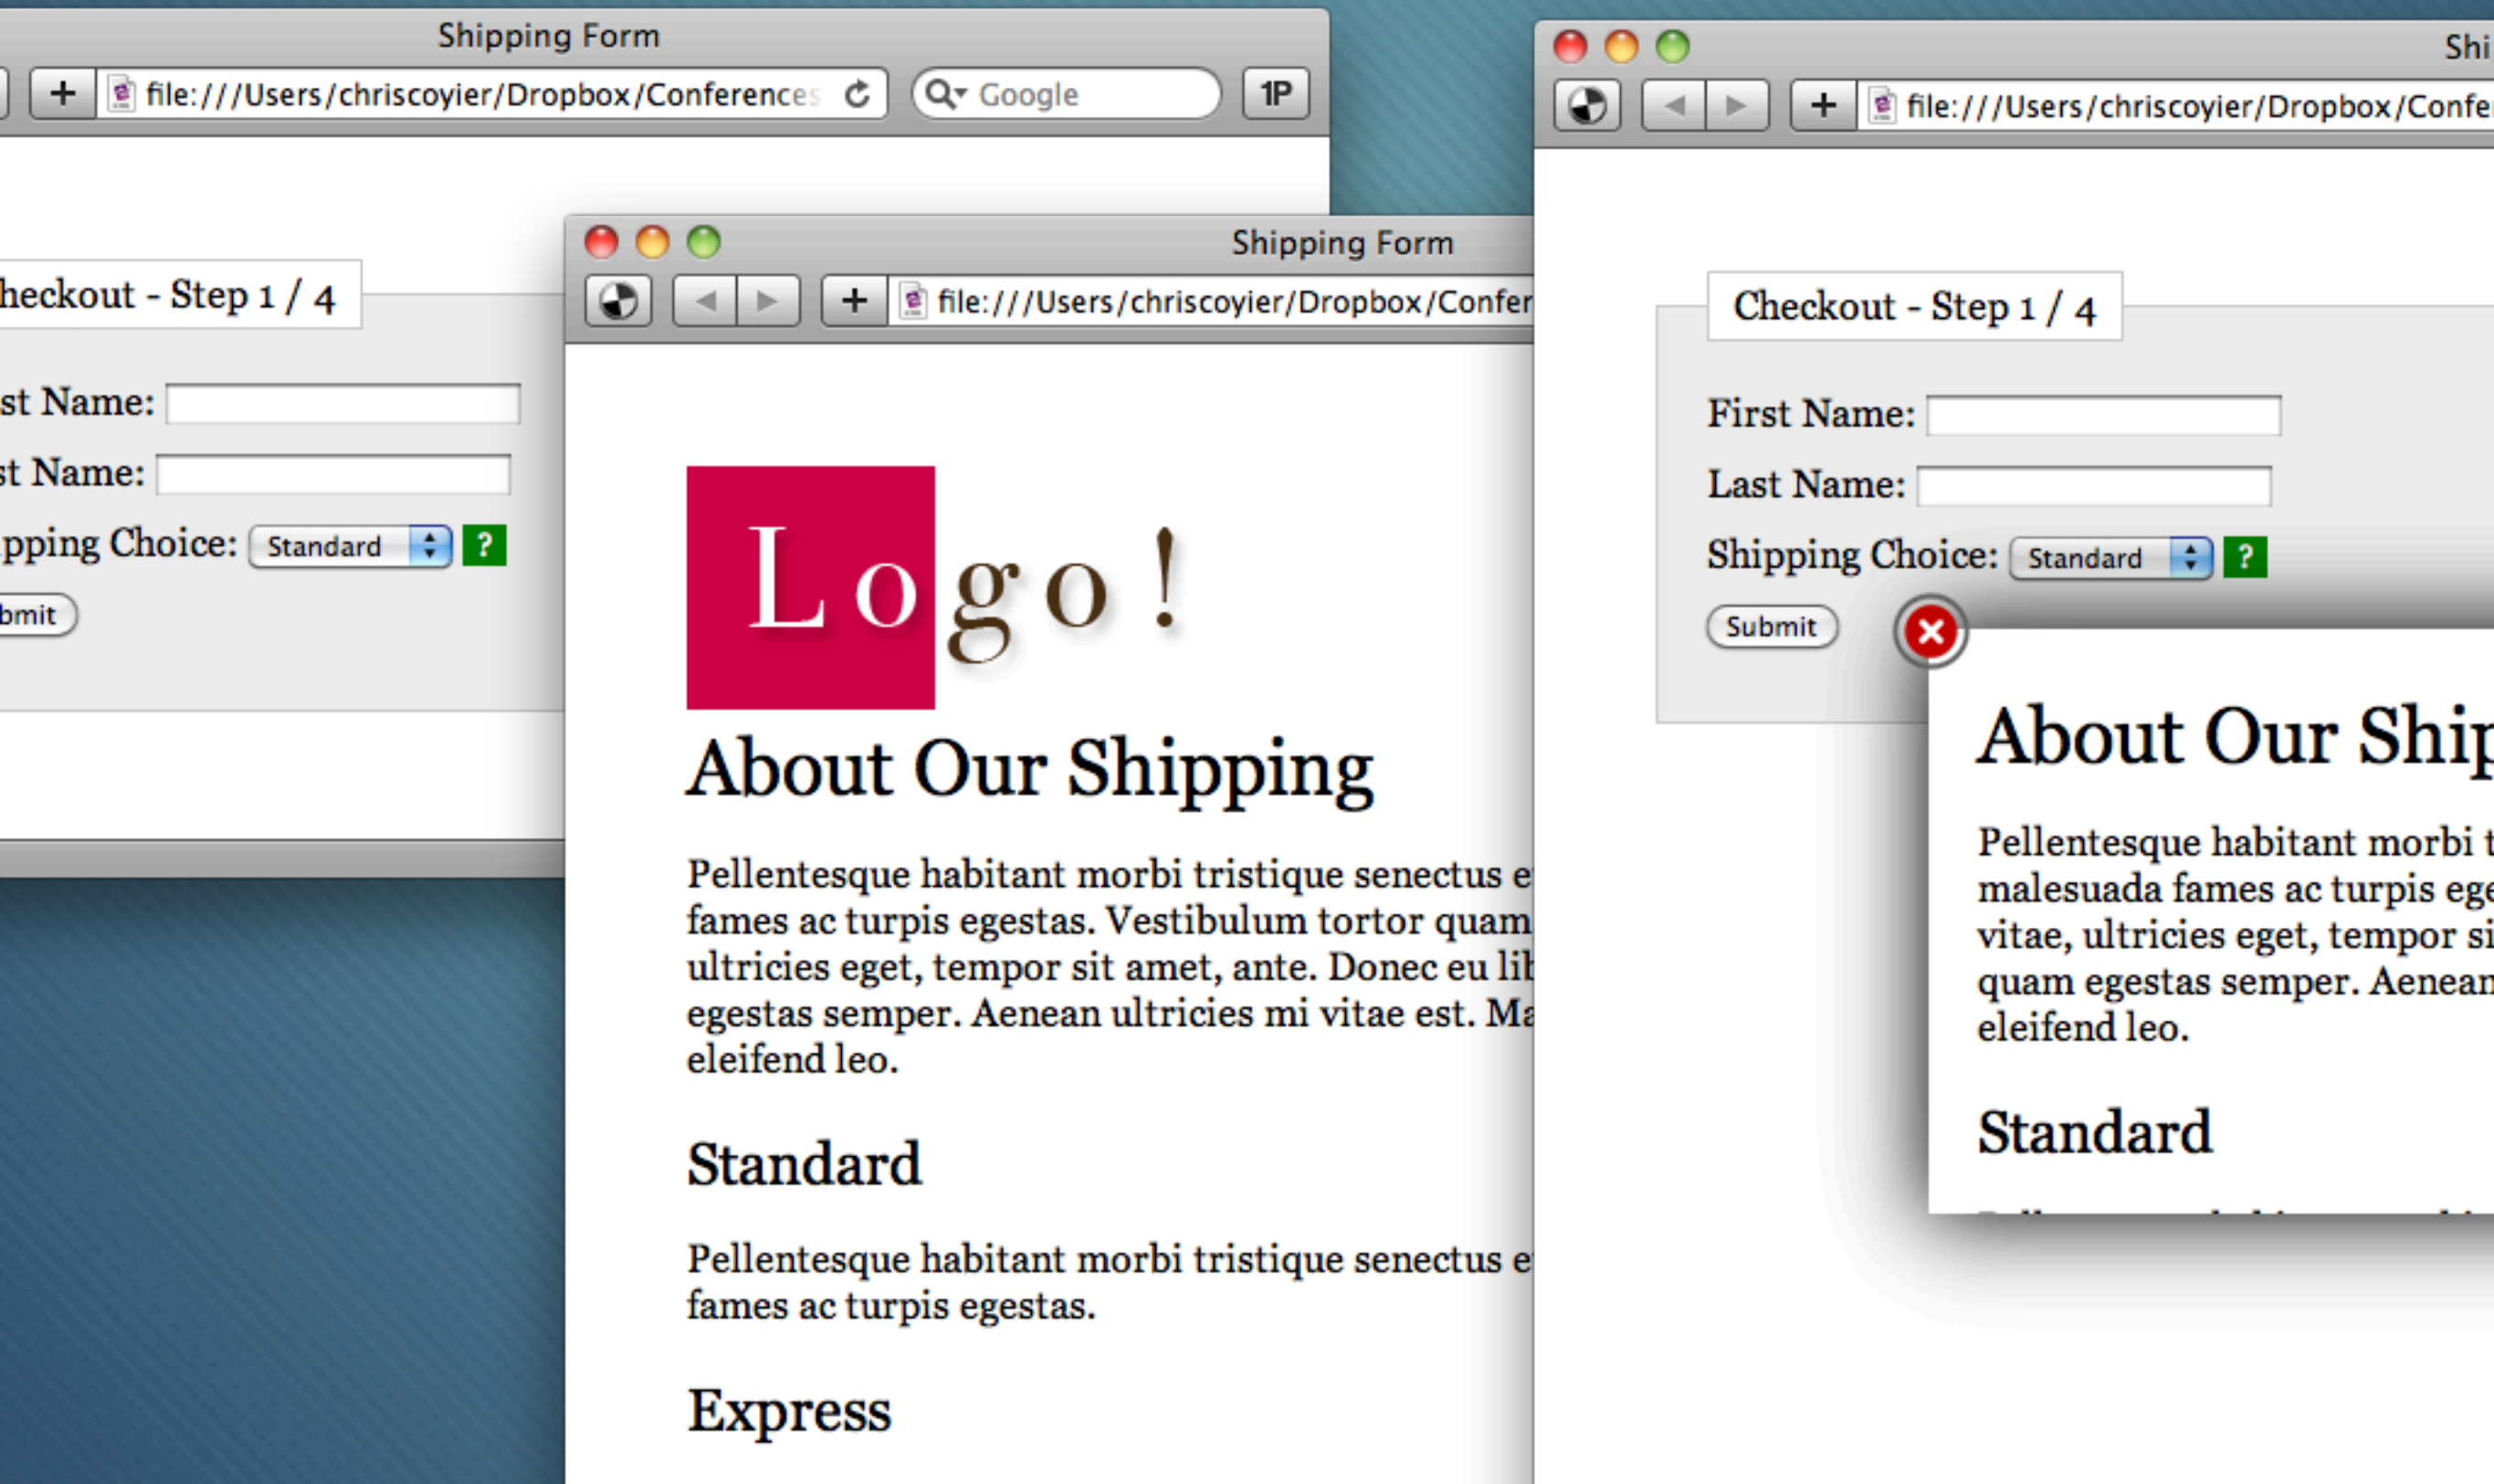 Shipping Form
file:///Users/chriscoyier/Dropbox/Conferences
Google
1P
heckout - Step 1 / 4
st Name:
st Name:
pping Choice: Standard ?
bmit
Shipping Form
file:///Users/chriscoyier/Dropbox/Confer
Logo!
About Our Shipping
Pellentesque habitant morbi tristique senectus e
fames ac turpis egestas. Vestibulum tortor quam,
ultricies eget, tempor sit amet, ante. Donec eu lib
egestas semper. Aenean ultricies mi vitae est. Ma
eleifend leo.
Standard
Pellentesque habitant morbi tristique senectus e
fames ac turpis egestas.
Express
Shi
file:///Users/chriscoyier/Dropbox/Confe
Checkout - Step 1 / 4
First Name:
Last Name:
Shipping Choice: Standard ?
Submit
About Our Ship
Pellentesque habitant morbi t
malesuada fames ac turpis ege
vitae, ultricies eget, tempor si
quam egestas semper. Aenean
eleifend leo.
Standard